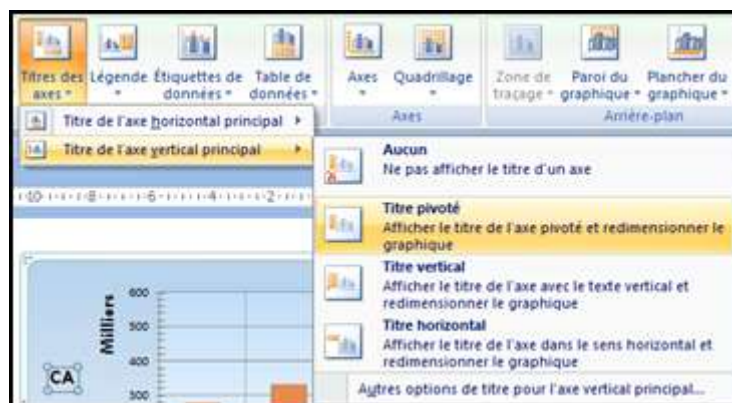 Titres des axes
Légende
Étiquettes de données
Table de données
Axes
Quadrillage
Zone de traçage
Paroi du graphique
Plancher du graphique
Axes
Arrière-plan
Titre de l'axe horizontal principal
Titre de l'axe vertical principal
Aucun
Ne pas afficher le titre d'un axe
Titre pivoté
Afficher le titre de l'axe pivoté et redimensionner le
graphique
Titre vertical
Afficher le titre de l'axe avec le texte vertical et
redimensionner le graphique
Titre horizontal
Afficher le titre de l'axe dans le sens horizontal et
redimensionner le graphique
Autres options de titre pour l'axe vertical principal...
10 8 6 4 2
Milliers
600
500
400
300
CA